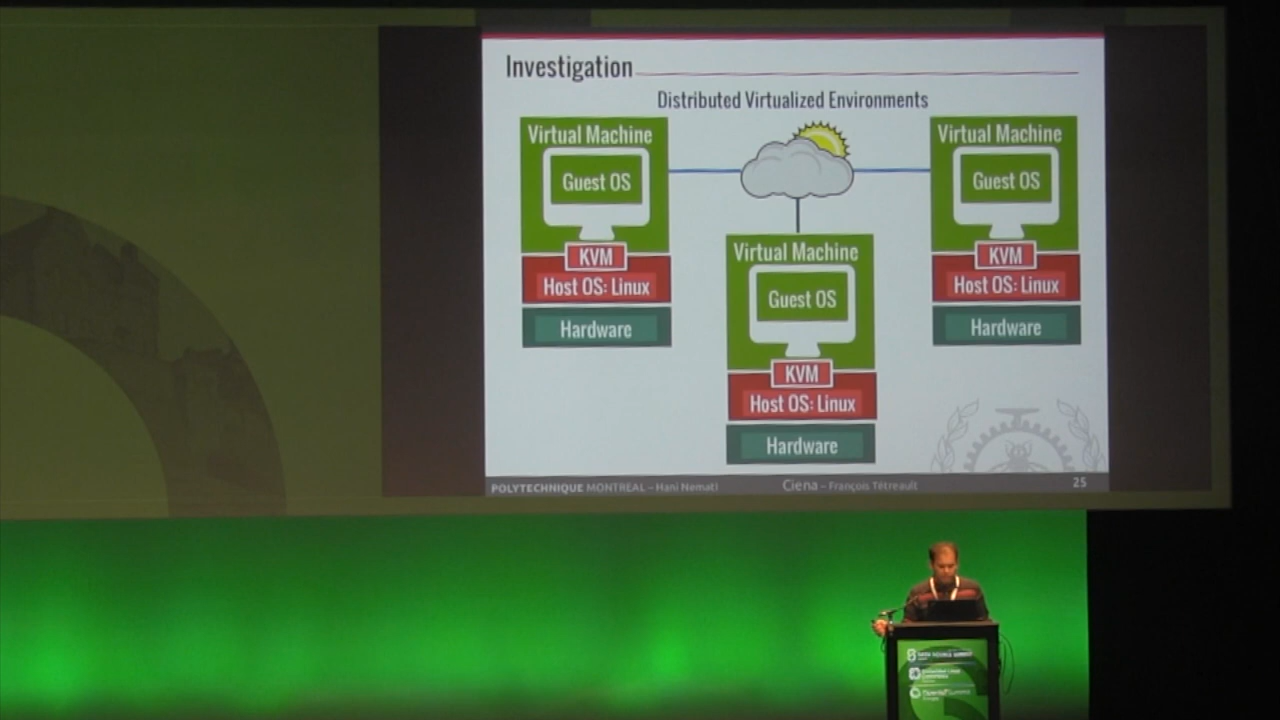 Investigation
Distributed Virtualized Environments
Virtual Machine
Guest OS
KVM
Host OS: Linux
Hardware
Virtual Machine
Guest OS
KVM
Host OS: Linux
Hardware
Virtual Machine
Guest OS
KVM
Host OS: Linux
Hardware
POLYTECHNIQUE MONTREAL – Hani Nemati
Ciena – François Tétreault
25